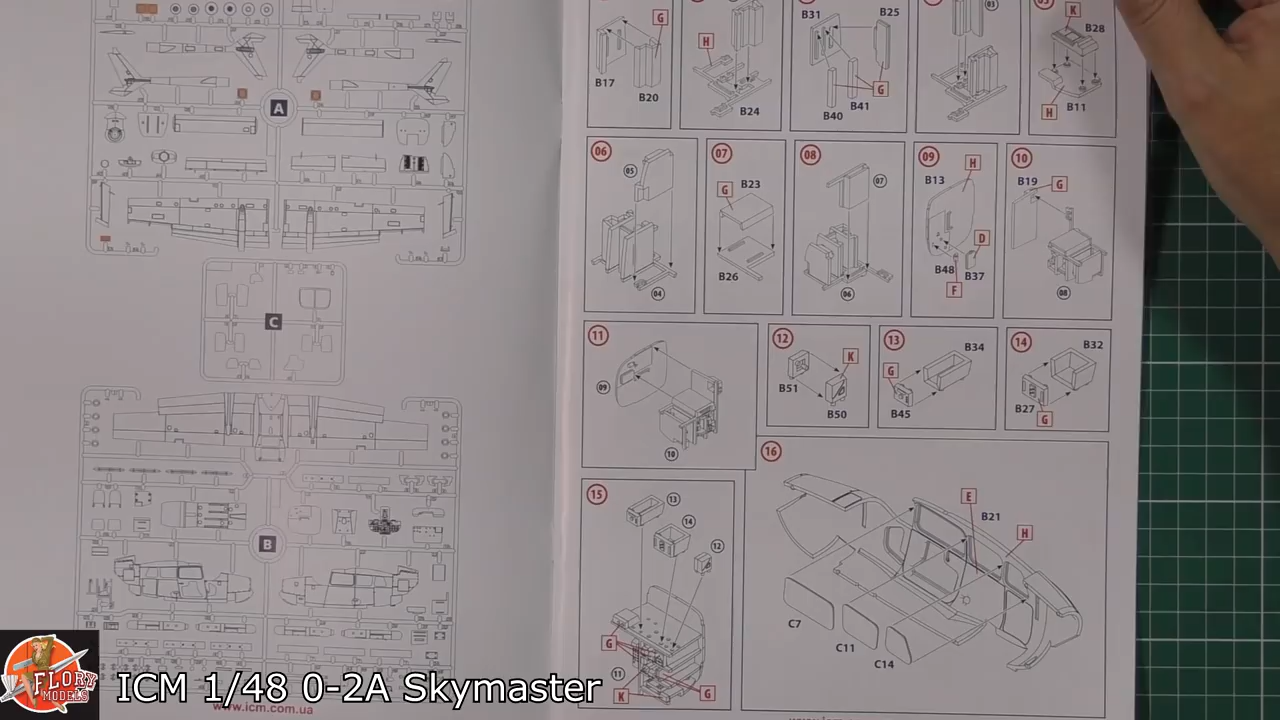 A
C
B
www.icm.com.ua
G
B17
B20
H
B24
B31
B25
G
B41
B40
03
K
B28
H
B11
06
05
04
07
G
B23
B26
08
07
06
09
B13
H
D
B48
B37
F
10
B19
G
08
11
09
10
12
K
B51
B50
13
B34
G
B45
14
B32
B27
G
15
13
14
12
G
11
K
G
16
E
B21
H
C7
C11
C14
FLORY
MODELS
ICM 1/48 0-2A Skymaster